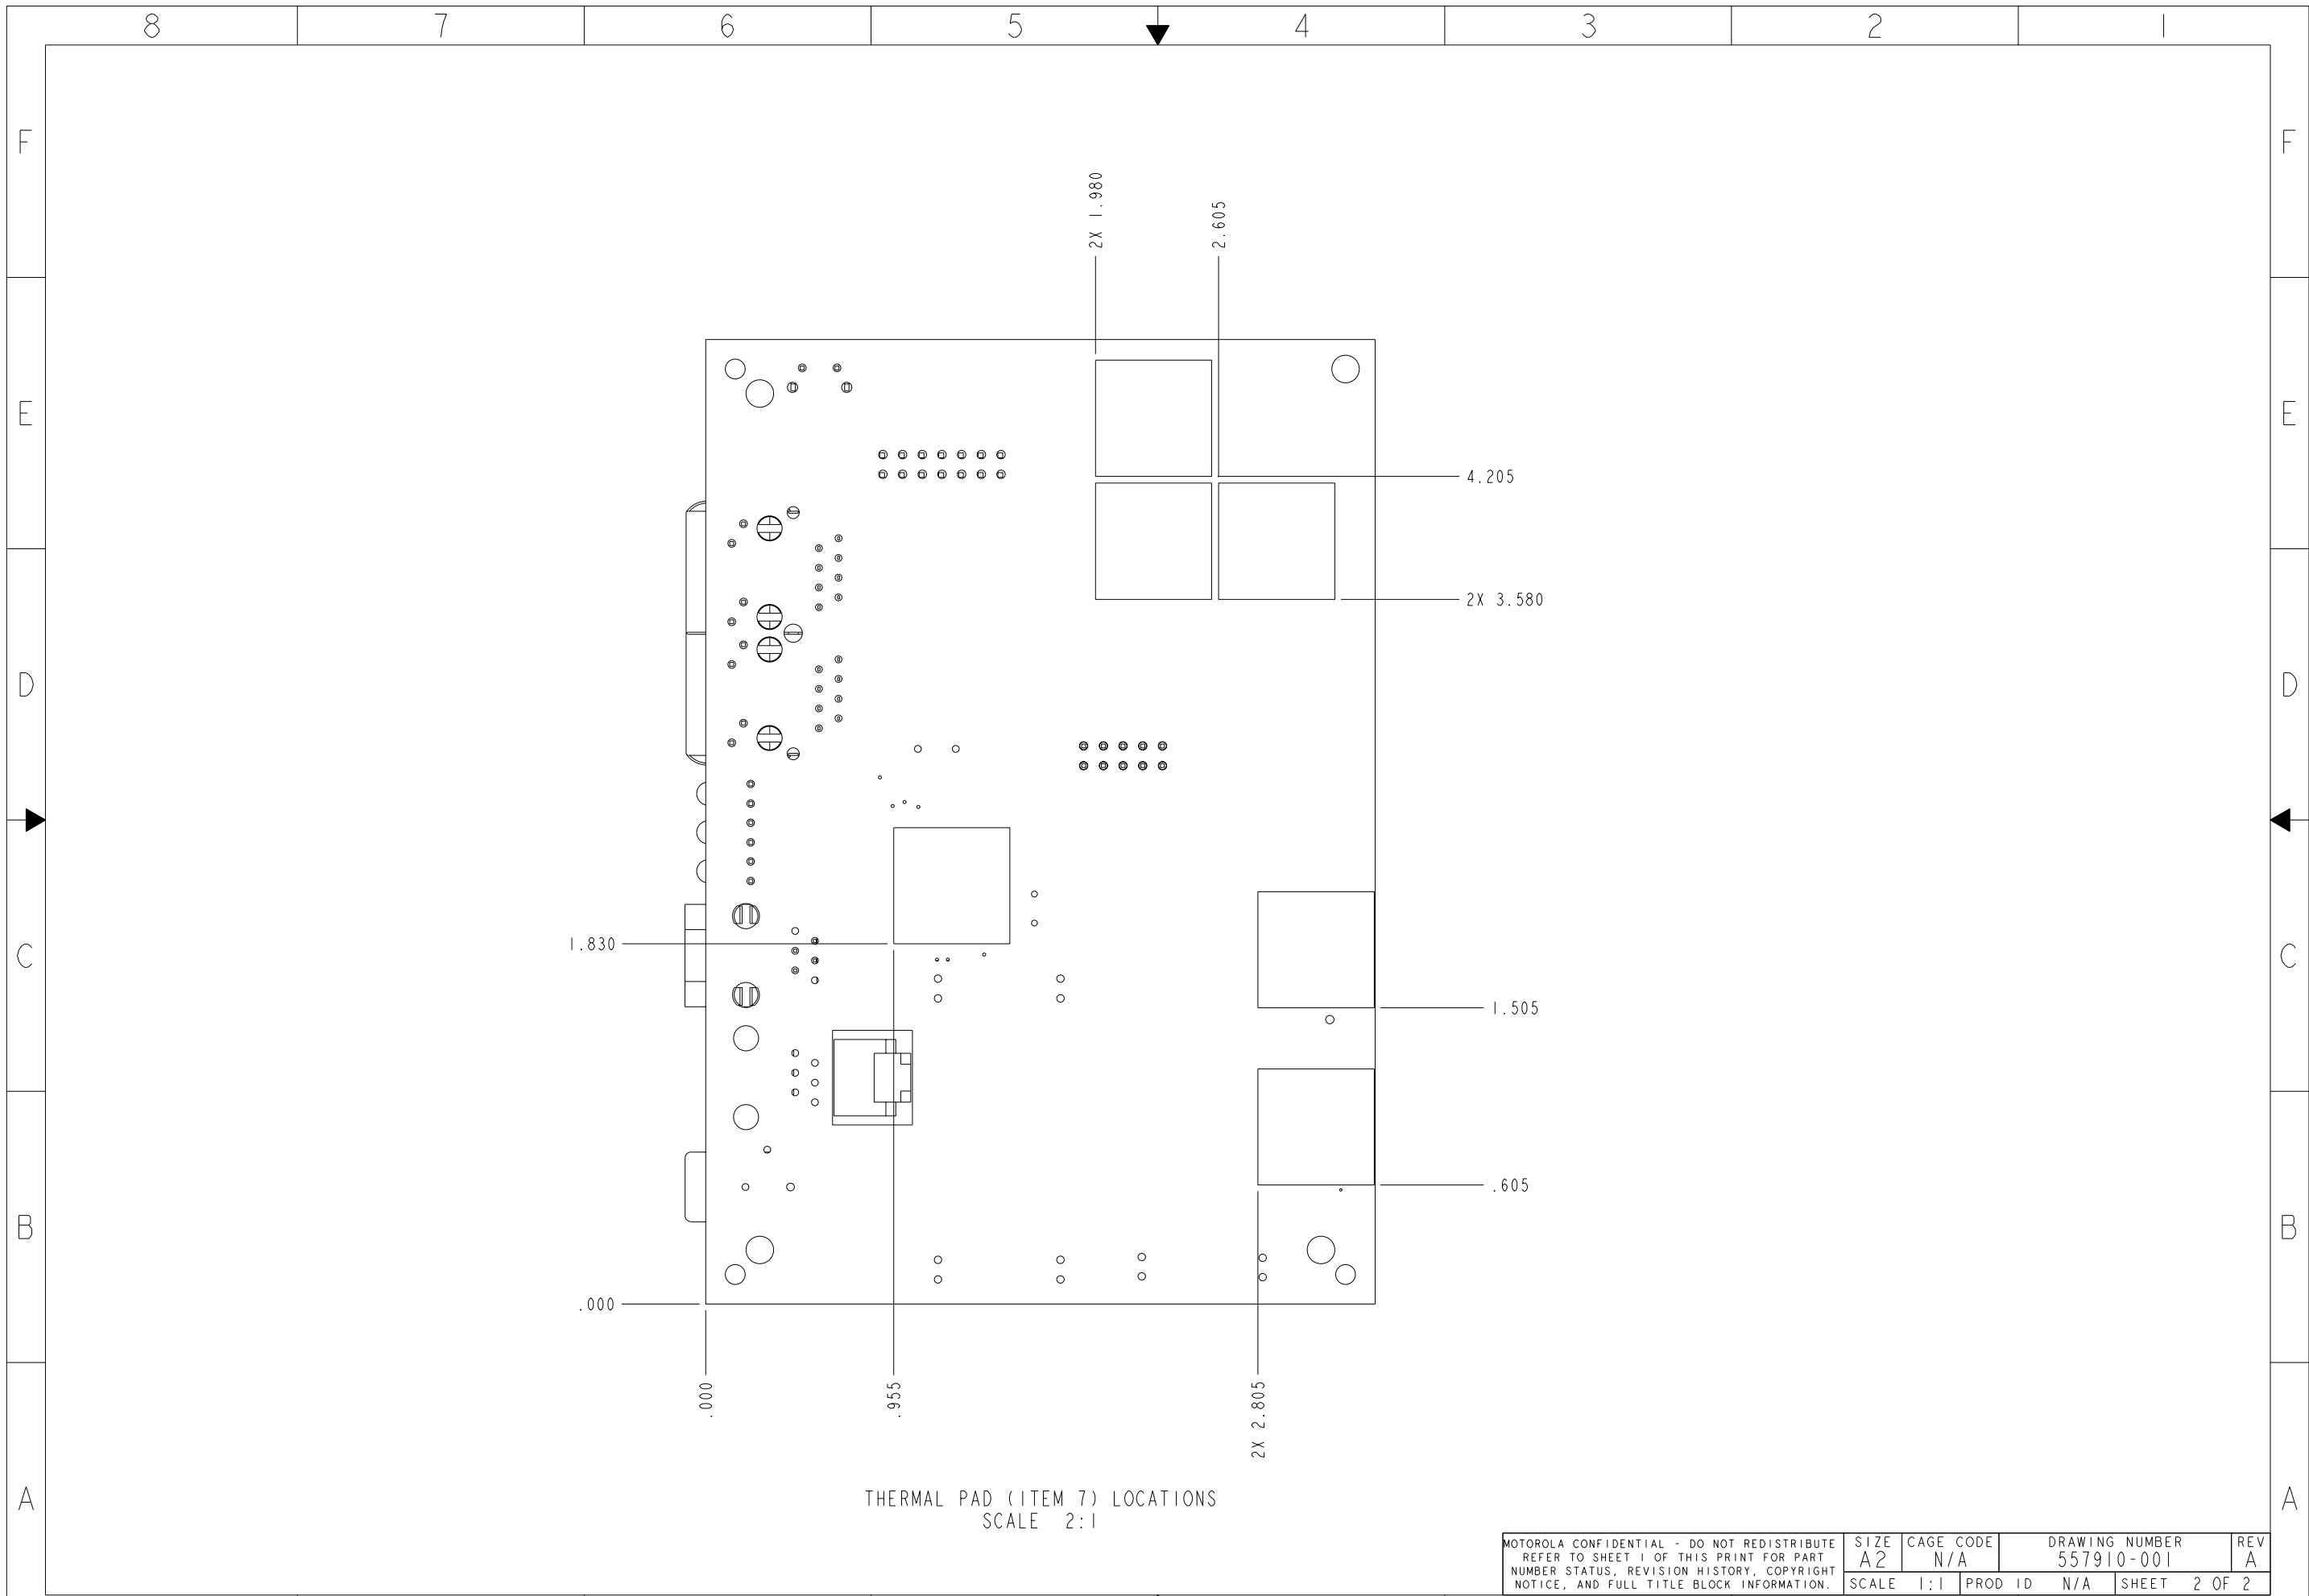 8 7 6 5 4 3 2 1
F F
2X 1.980
2.605
E E
4.205
2X 3.580
D D
1.830
C C
1.505
.605
B B
.000
.000
.955
2X 2.805
A A
THERMAL PAD (ITEM 7) LOCATIONS
SCALE 2:1
MOTOROLA CONFIDENTIAL - DO NOT REDISTRIBUTE
REFER TO SHEET 1 OF THIS PRINT FOR PART
NUMBER STATUS, REVISION HISTORY, COPYRIGHT
NOTICE, AND FULL TITLE BLOCK INFORMATION.
SIZE CAGE CODE DRAWING NUMBER REV
A2 N/A 557910-001 A
SCALE 1:1 PROD ID N/A SHEET 2 OF 2